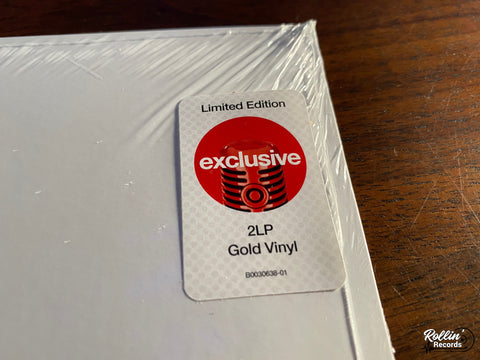 Limited Edition
exclusive
2LP
Gold Vinyl
B0030638-01
Rollin'
Records